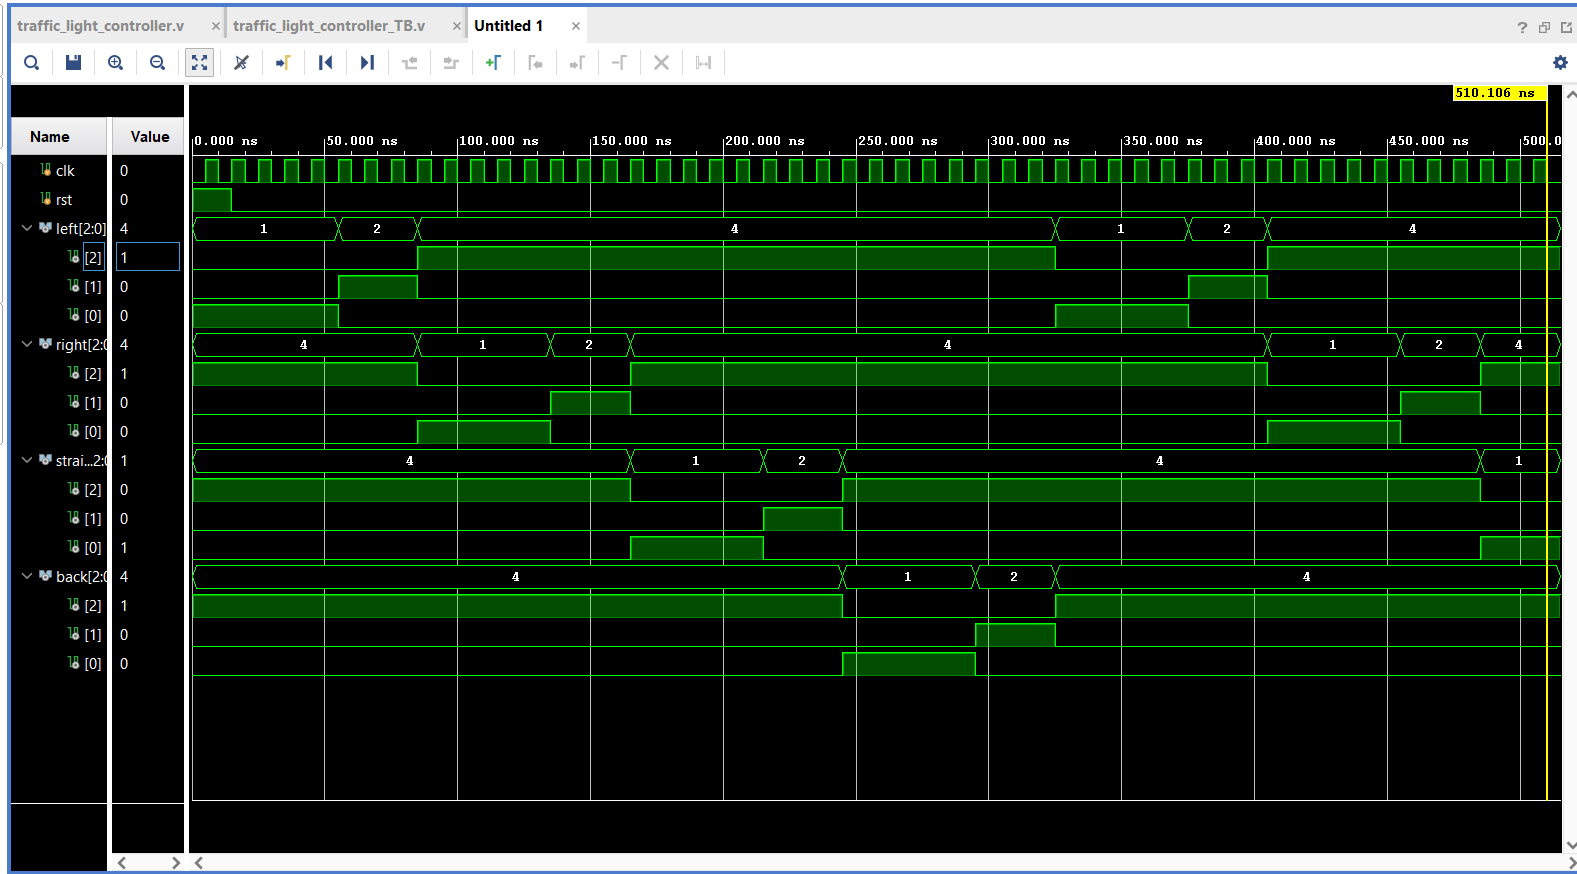 traffic_light_controller.v × traffic_light_controller_TB.v × Untitled 1 ×
?
510.106 ns
Name Value
0.000 ns 50.000 ns 100.000 ns 150.000 ns 200.000 ns 250.000 ns 300.000 ns 350.000 ns 400.000 ns 450.000 ns 500.0
clk 0
rst 0
left[2:0] 4 1 2 4 1 2 4
[2] 1
[1] 0
[0] 0
right[2:0 4 4 1 2 4 1 2 4
[2] 1
[1] 0
[0] 0
strai...2:0 1 4 1 2 4 1
[2] 0
[1] 0
[0] 1
back[2:0 4 4 1 2 4
[2] 1
[1] 0
[0] 0